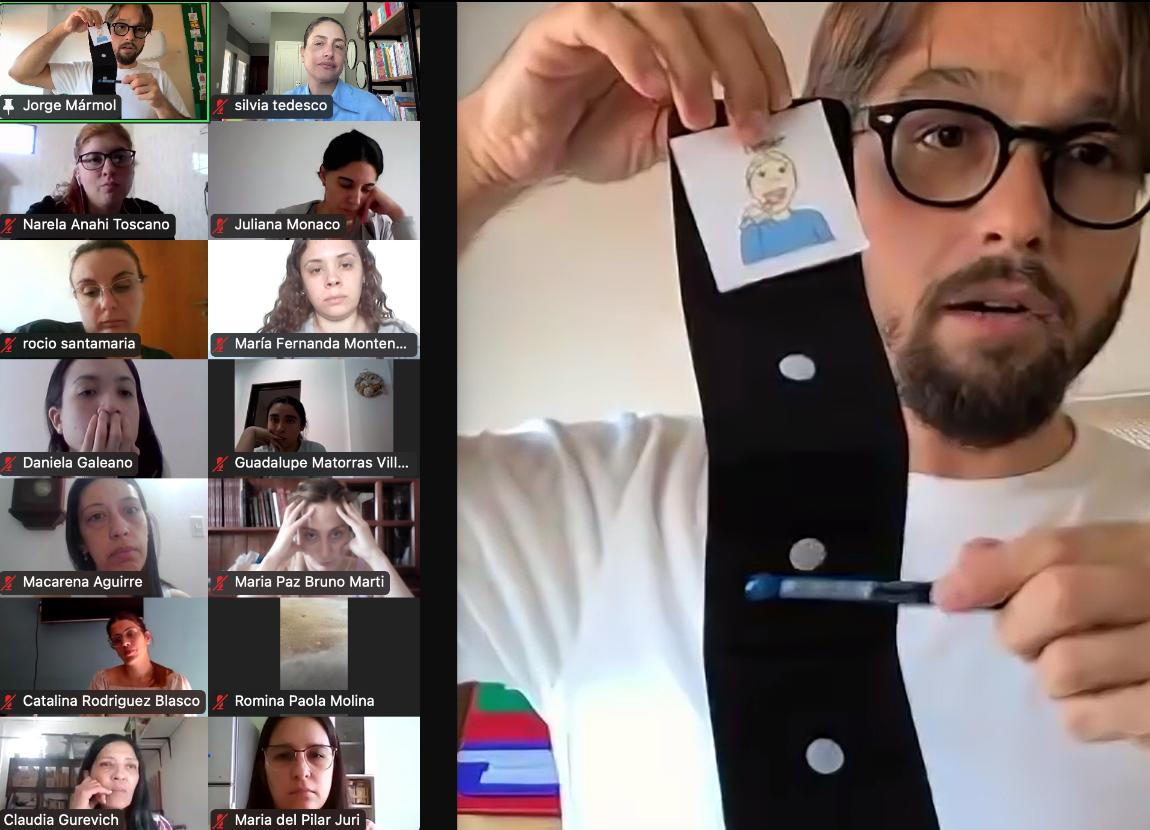 Jorge Mármol
silvia tedesco
Narela Anahi Toscano
Juliana Monaco
rocio santamaria
María Fernanda Monten...
Daniela Galeano
Guadalupe Matorras Vill...
Macarena Aguirre
Maria Paz Bruno Marti
Catalina Rodriguez Blasco
Romina Paola Molina
Claudia Gurevich
Maria del Pilar Juri